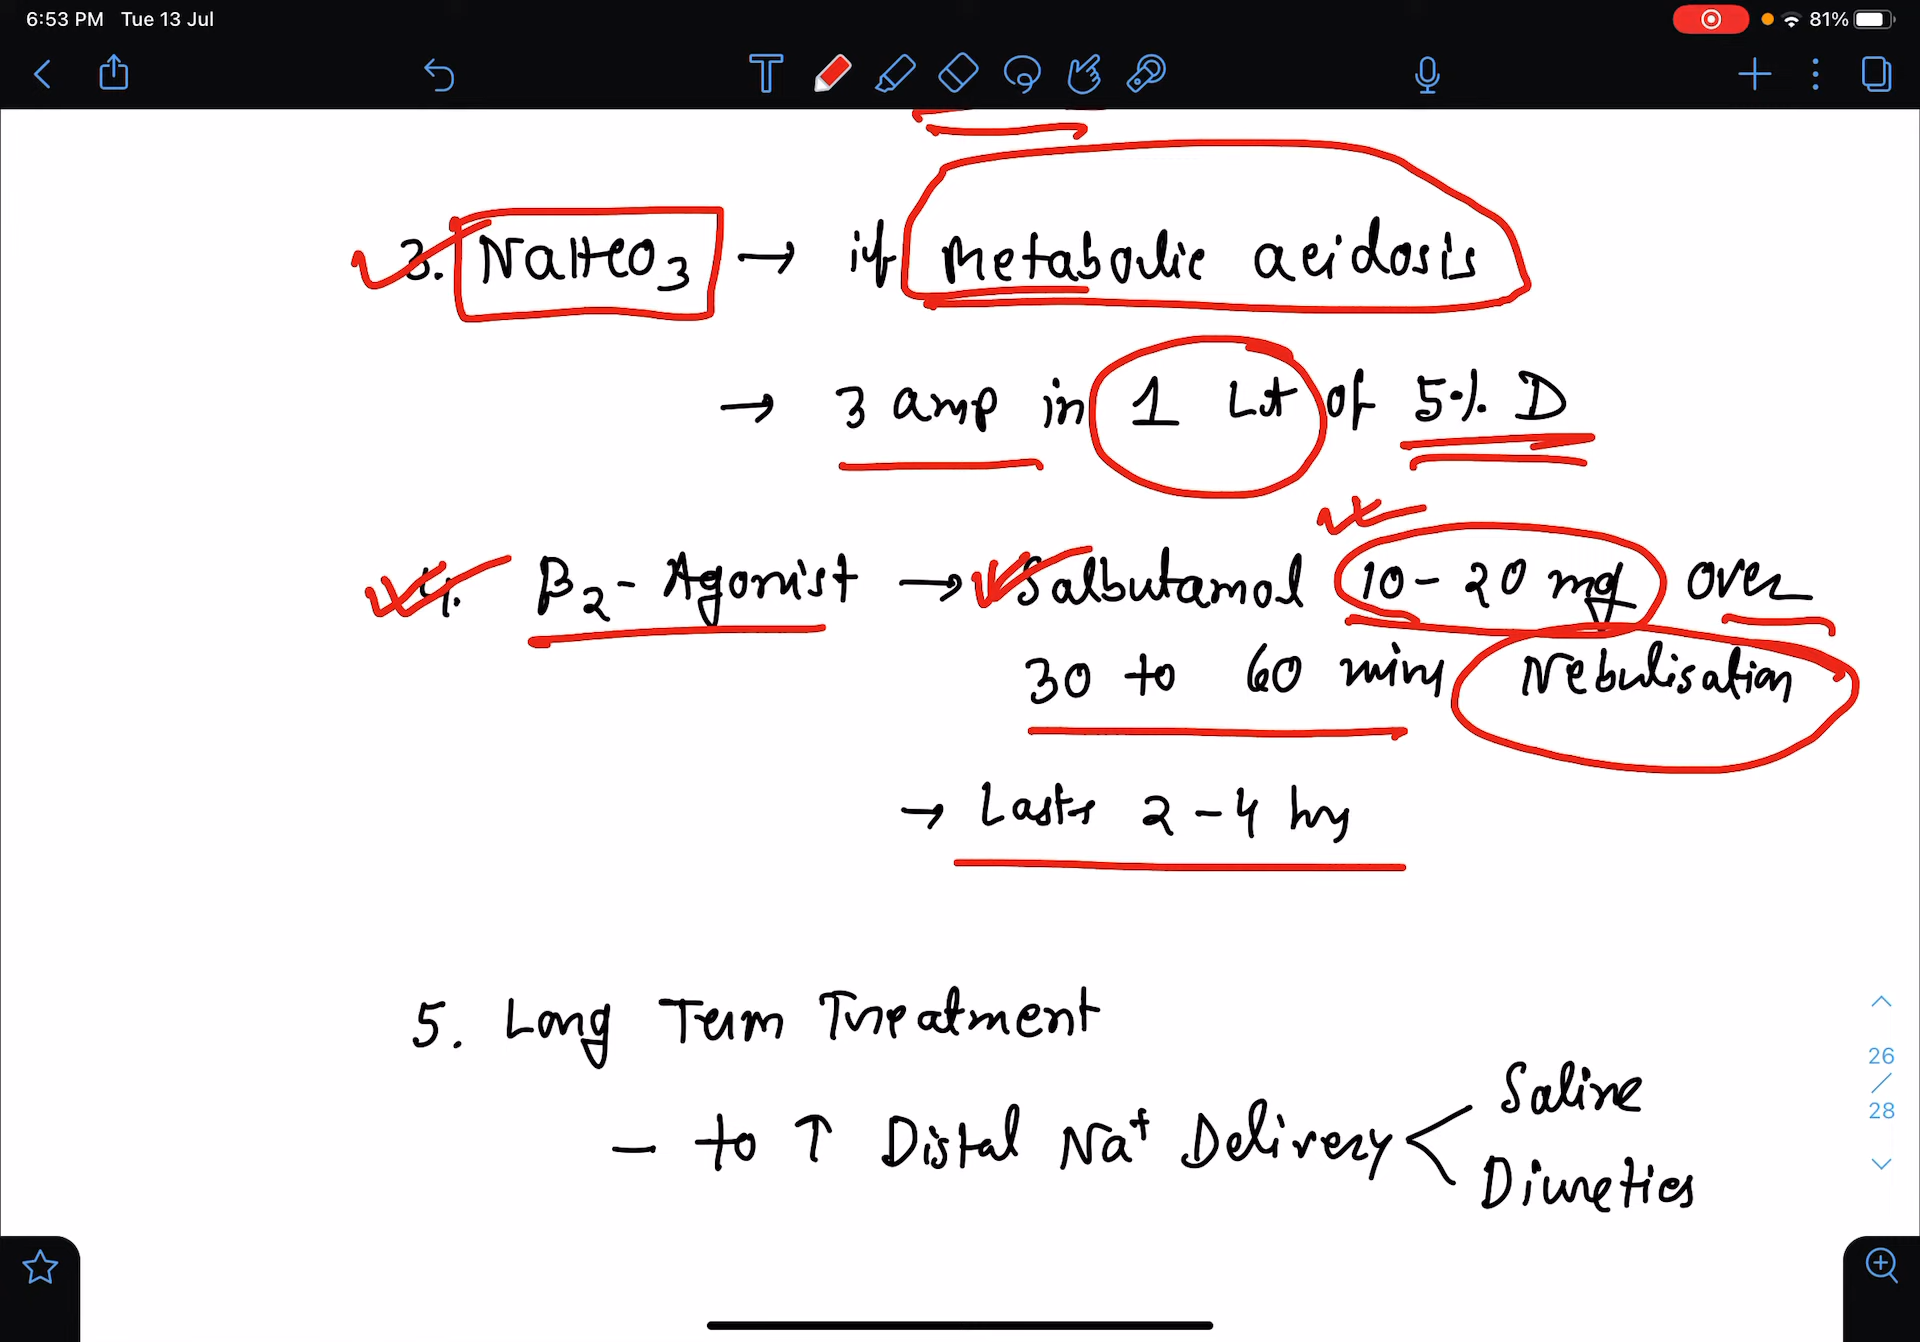 6:53 PM Tue 13 Jul
81%
3. NaHCO3 → if metabolic acidosis
→ 3 amp in 1 Lt of 5% D
4. β2 - Agonist → Salbutamol 10 - 20 mg over
30 to 60 mins Nebulisation
→ Lasts 2 - 4 hrs
5. Long Term Treatment
- to ↑ Distal Na+ Delivery < Saline
Diuretics
26
/
28